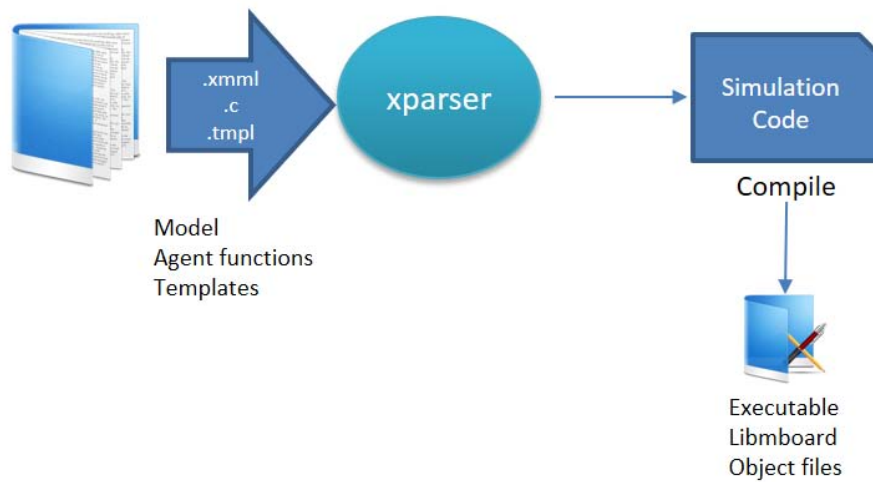 .xmml
.c
.tmpl
xparser
Simulation
Code
Compile
Model
Agent functions
Templates
Executable
Libmboard
Object files